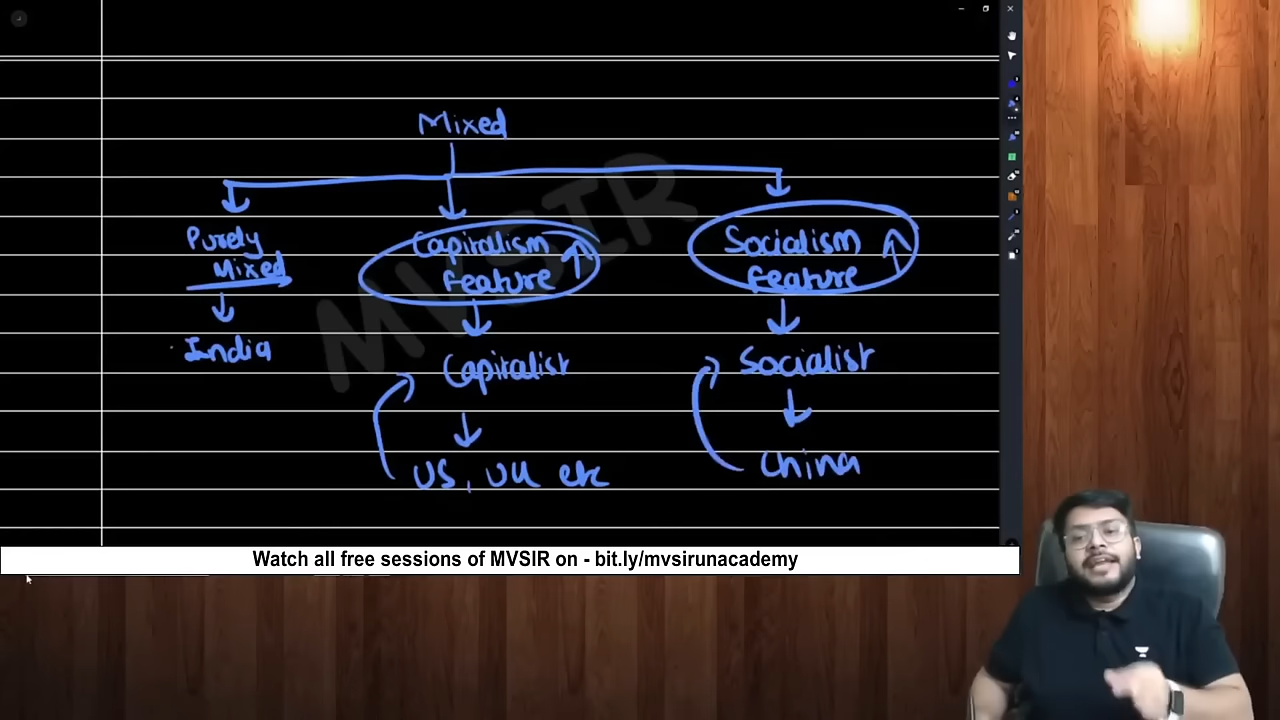 Mixed
Purely
Mixed
India
Capitalism ↑
feature
Capitalist
US, UK etc
Socialism ↑
feature
Socialist
China
MVSIR
Watch all free sessions of MVSIR on - bit.ly/mvsirunacademy